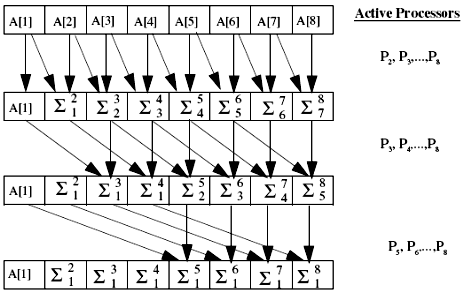 A[1] A[2] A[3] A[4] A[5] A[6] A[7] A[8] Active Processors
P2, P3,...,P8
A[1] Σ 2 1 Σ 3 2 Σ 4 3 Σ 5 4 Σ 6 5 Σ 7 6 Σ 8 7
P3, P4,...,P8
A[1] Σ 2 1 Σ 3 1 Σ 4 1 Σ 5 2 Σ 6 3 Σ 7 4 Σ 8 5
P5, P6,...,P8
A[1] Σ 2 1 Σ 3 1 Σ 4 1 Σ 5 1 Σ 6 1 Σ 7 1 Σ 8 1